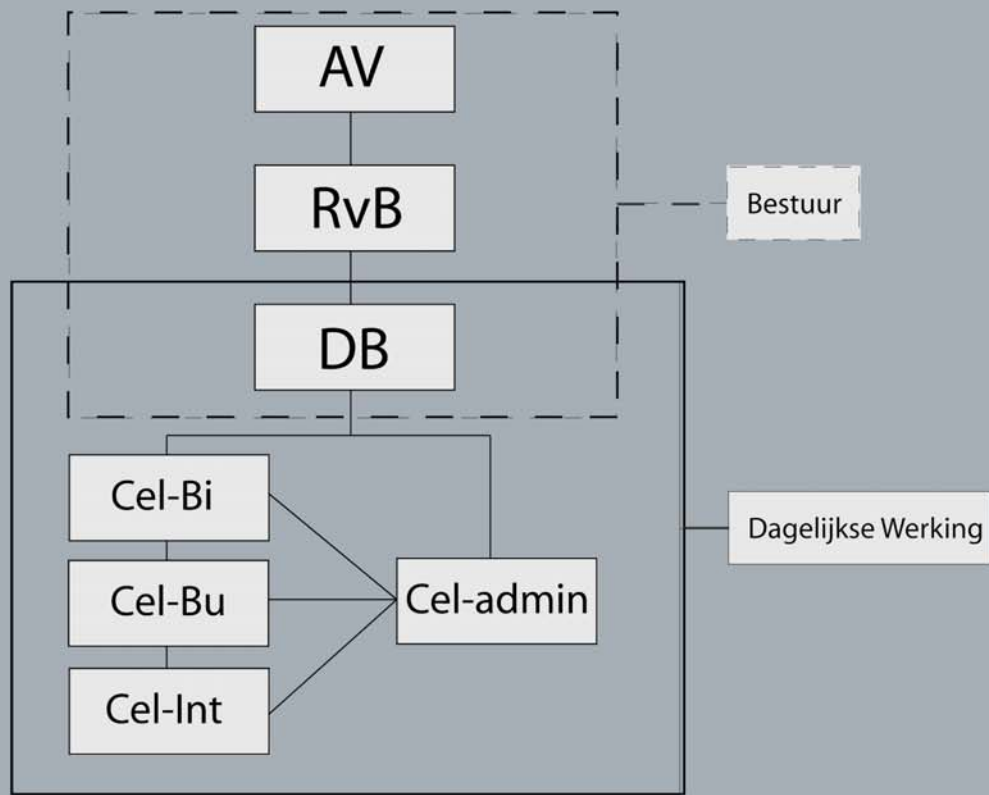 AV
RvB
Bestuur
DB
Cel-Bi
Dagelijkse Werking
Cel-Bu
Cel-admin
Cel-Int